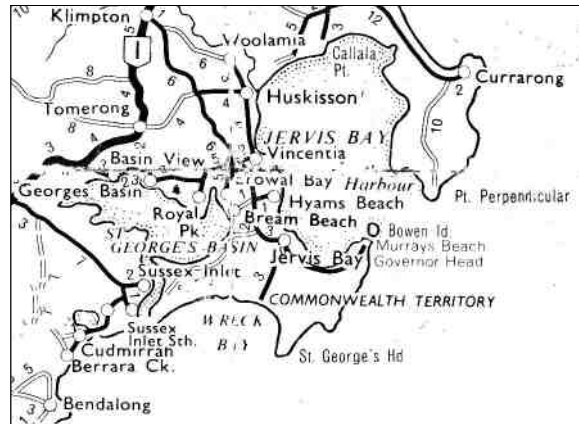 Klimpton
Woolamia
Callala
Pt.
Currarong
Tomerong
Huskisson
JERVIS BAY
Basin View
Vincentia
Georges Basin
Erowal Bay
Harbour
Pt. Perpendicular
Royal
Pk
Hyams Beach
Bream Beach
ST
GEORGE'S BASIN
Bowen Id.
Murrays Beach
Governor Head
Jervis Bay
Sussex Inlet
COMMONWEALTH TERRITORY
Sussex
Inlet Sth.
WRECK
BAY
Cudmirrah
Berrara Ck.
St. George's Hd
Bendalong